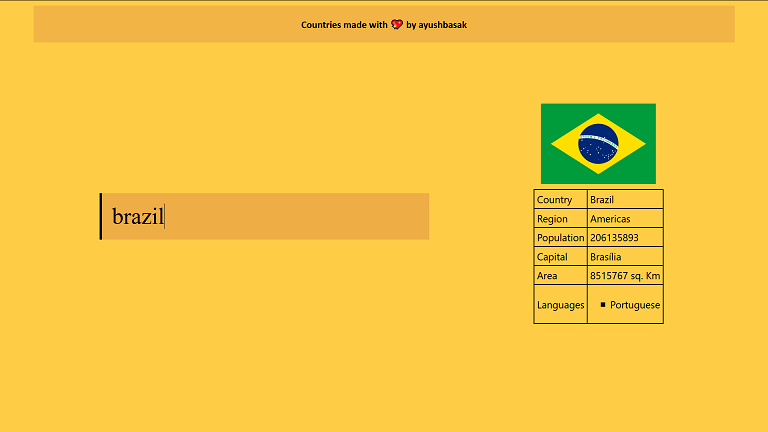 Countries made with 💖 by ayushbasak
brazil
Country Brazil
Region Americas
Population 206135893
Capital Brasília
Area 8515767 sq. Km
Languages ▪ Portuguese